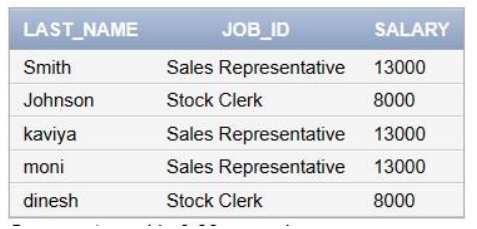 LAST_NAME JOB_ID SALARY
Smith Sales Representative 13000
Johnson Stock Clerk 8000
kaviya Sales Representative 13000
moni Sales Representative 13000
dinesh Stock Clerk 8000